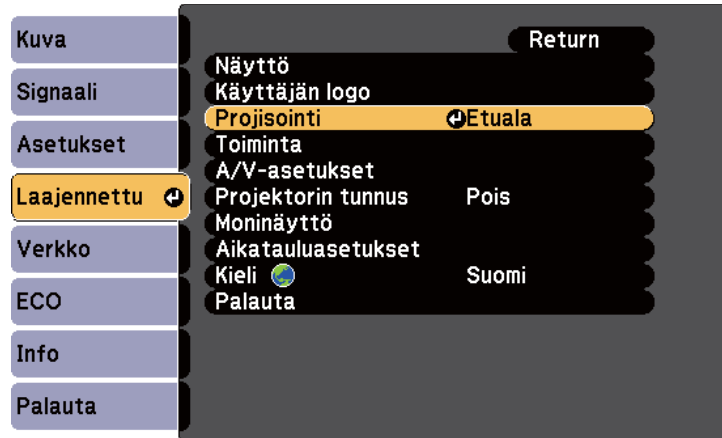 Kuva
Signaali
Asetukset
Laajennettu
Verkko
ECO
Info
Palauta
Return
Näyttö
Käyttäjän logo
Projisointi Etuala
Toiminta
A/V-asetukset
Projektorin tunnus Pois
Moninäyttö
Aikatauluasetukset
Kieli Suomi
Palauta